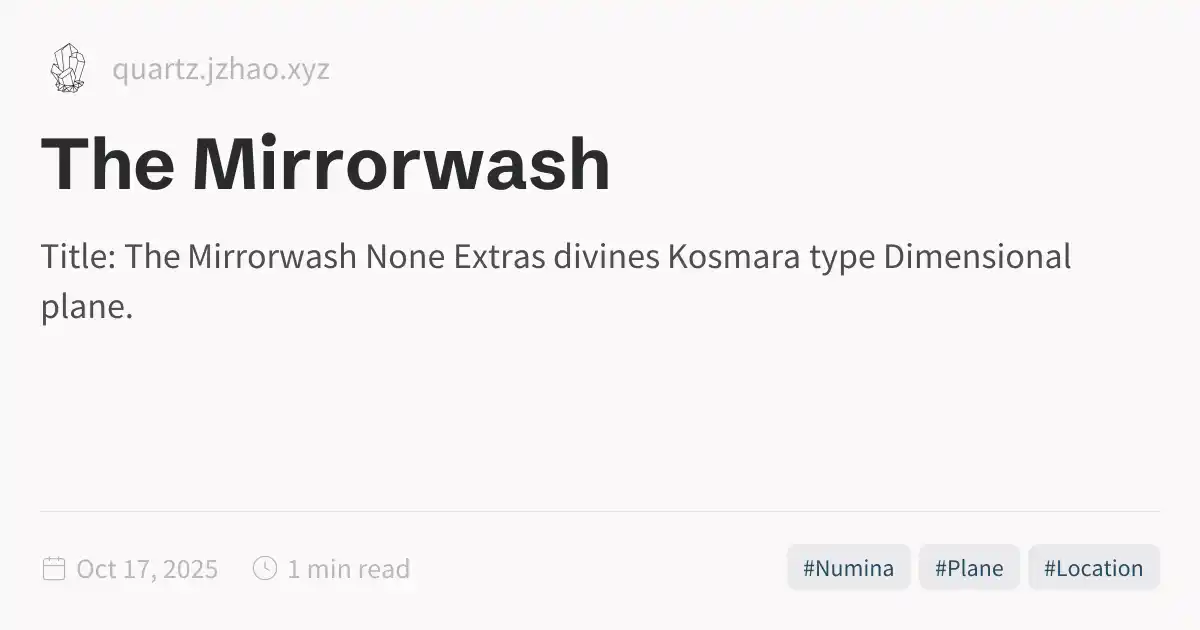 quartz.jzhao.xyz
The Mirrorwash
Title: The Mirrorwash None Extras divines Kosmara type Dimensional
plane.
Oct 17, 2025
1 min read
#Numina
#Plane
#Location